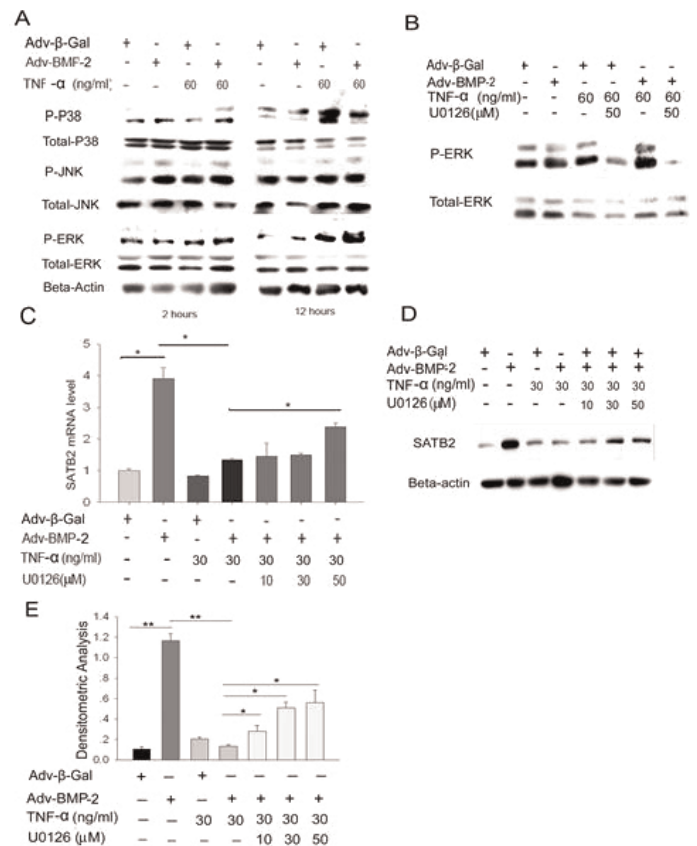 A
Adv-β-Gal + - + - + - + -
Adv-BMF-2 - + - + - + - +
TNF -α (ng/ml) - - 60 60 - - 60 60
P-P38
Total-P38
P-JNK
Total-JNK
P-ERK
Total-ERK
Beta-Actin
2 hours 12 hours
B
Adv-β-Gal + - + + - -
Adv-BMP-2 - + - - + +
TNF-α (ng/ml) - - 60 60 60 60
U0126(μM) - - - 50 - 50
P-ERK
Total-ERK
C
SATB2 mRNA level
5
4
3
2
1
0
* * *
Adv-β-Gal + - + - - - -
Adv-BMP-2 - + - + + + +
TNF-α (ng/ml) - - 30 30 30 30 30
U0126(μM) - - - - 10 30 50
D
Adv-β-Gal + - + - + + +
Adv-BMP-2 - + - + + + +
TNF-α (ng/ml) - - 30 30 30 30 30
U0126 (μM) - - - - 10 30 50
SATB2
Beta-actin
E
Densitometric Analysis
1.4
1.2
1.0
.8
.6
.4
.2
0.0
** ** * * *
Adv-β-Gal + − + − − − −
Adv-BMP-2 − + − + + + +
TNF-α (ng/ml) − − 30 30 30 30 30
U0126 (μM) − − − − 10 30 50